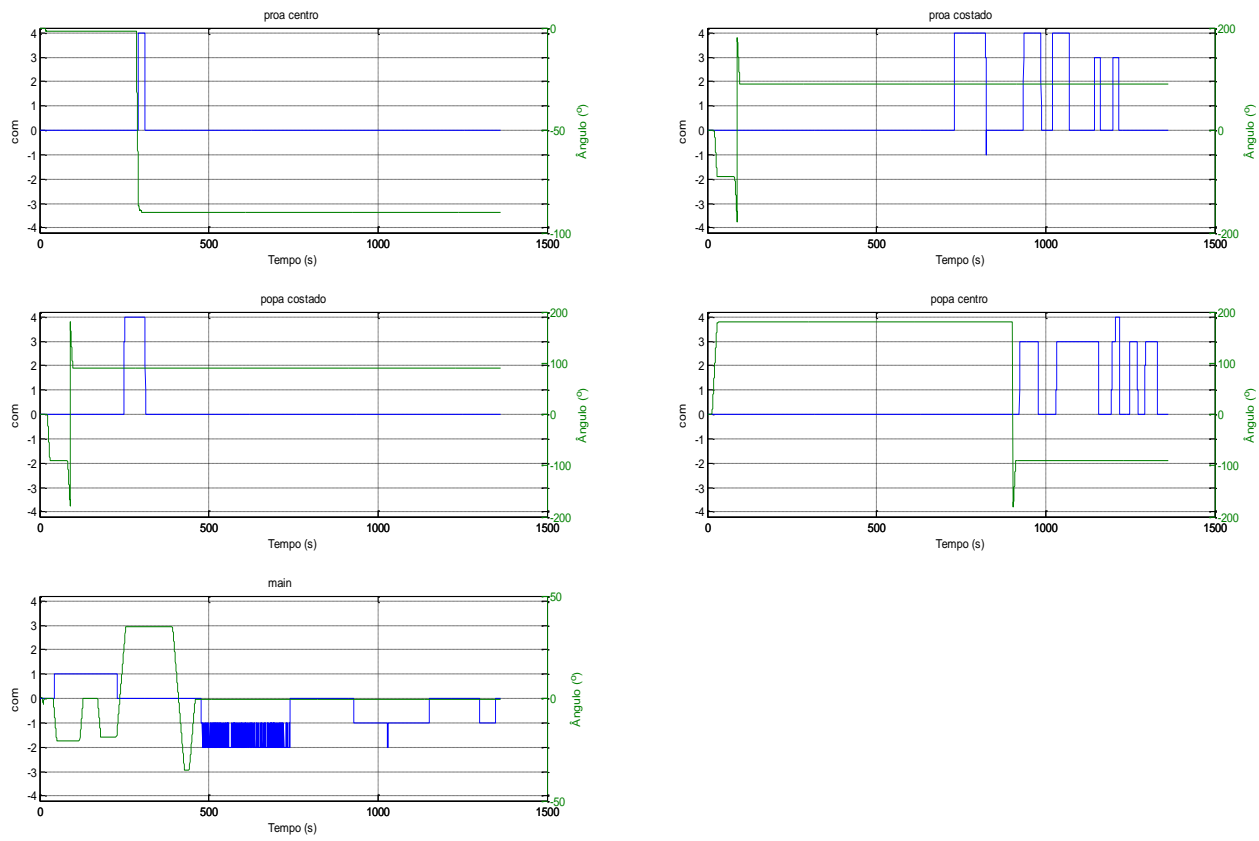 proa centro
4
3
2
1
0
-1
-2
-3
-4
com
0
-50
-100
Ângulo (º)
0 500 1000 1500
Tempo (s)
proa costado
4
3
2
1
0
-1
-2
-3
-4
com
200
100
0
-100
-200
Ângulo (º)
0 500 1000 1500
Tempo (s)
popa costado
4
3
2
1
0
-1
-2
-3
-4
com
200
100
0
-100
-200
Ângulo (º)
0 500 1000 1500
Tempo (s)
popa centro
4
3
2
1
0
-1
-2
-3
-4
com
200
100
0
-100
-200
Ângulo (º)
0 500 1000 1500
Tempo (s)
main
4
3
2
1
0
-1
-2
-3
-4
com
50
0
-50
Ângulo (º)
0 500 1000 1500
Tempo (s)